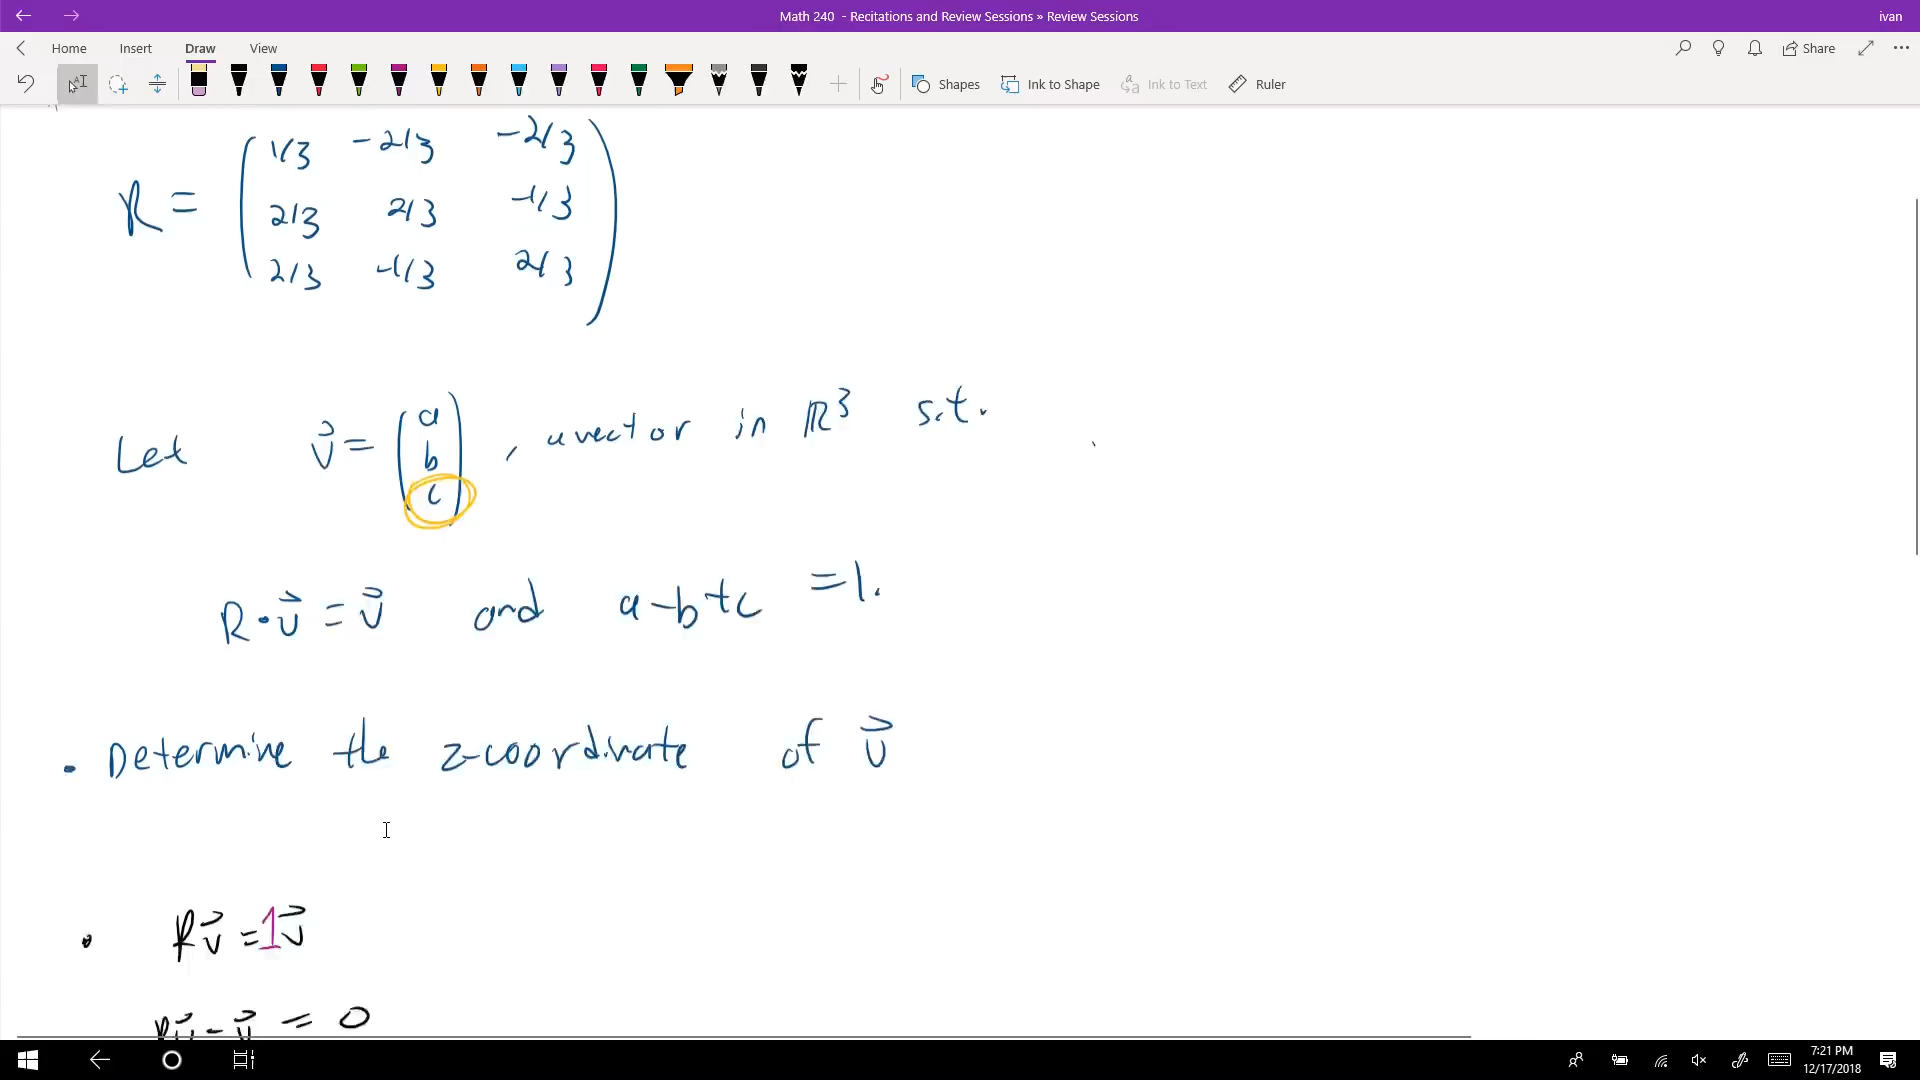 Math 240 - Recitations and Review Sessions » Review Sessions
ivan
Home Insert Draw View
Share
Shapes Ink to Shape Ink to Text Ruler
R = ( 1/3 -2/3 -2/3
2/3 2/3 -1/3
2/3 -1/3 2/3 )
Let v⃗ = ( a b c ) , a vector in ℝ³ s.t.
R · v⃗ = v⃗ and a-b+c = 1.
• Determine the z-coordinate of v⃗
• Rv⃗ = 1v⃗
Rv⃗ - v⃗ = 0
7:21 PM
12/17/2018